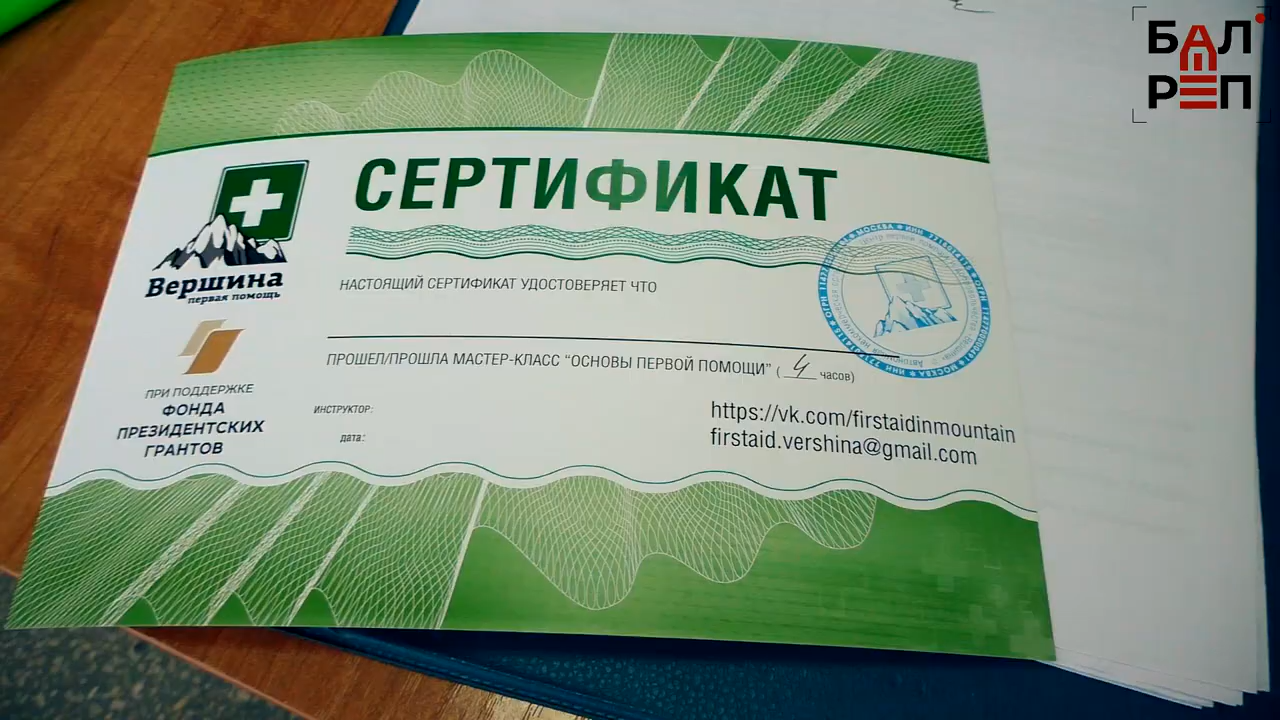 БАЛ
РЕП
СЕРТИФИКАТ
Вершина
первая помощь
НАСТОЯЩИЙ СЕРТИФИКАТ УДОСТОВЕРЯЕТ ЧТО
ПРОШЕЛ/ПРОШЛА МАСТЕР-КЛАСС "ОСНОВЫ ПЕРВОЙ ПОМОЩИ" ( 4 часов)
ПРИ ПОДДЕРЖКЕ
ФОНДА
ПРЕЗИДЕНТСКИХ
ГРАНТОВ
ИНСТРУКТОР:
дата:
https://vk.com/firstaidinmountain
firstaid.vershina@gmail.com